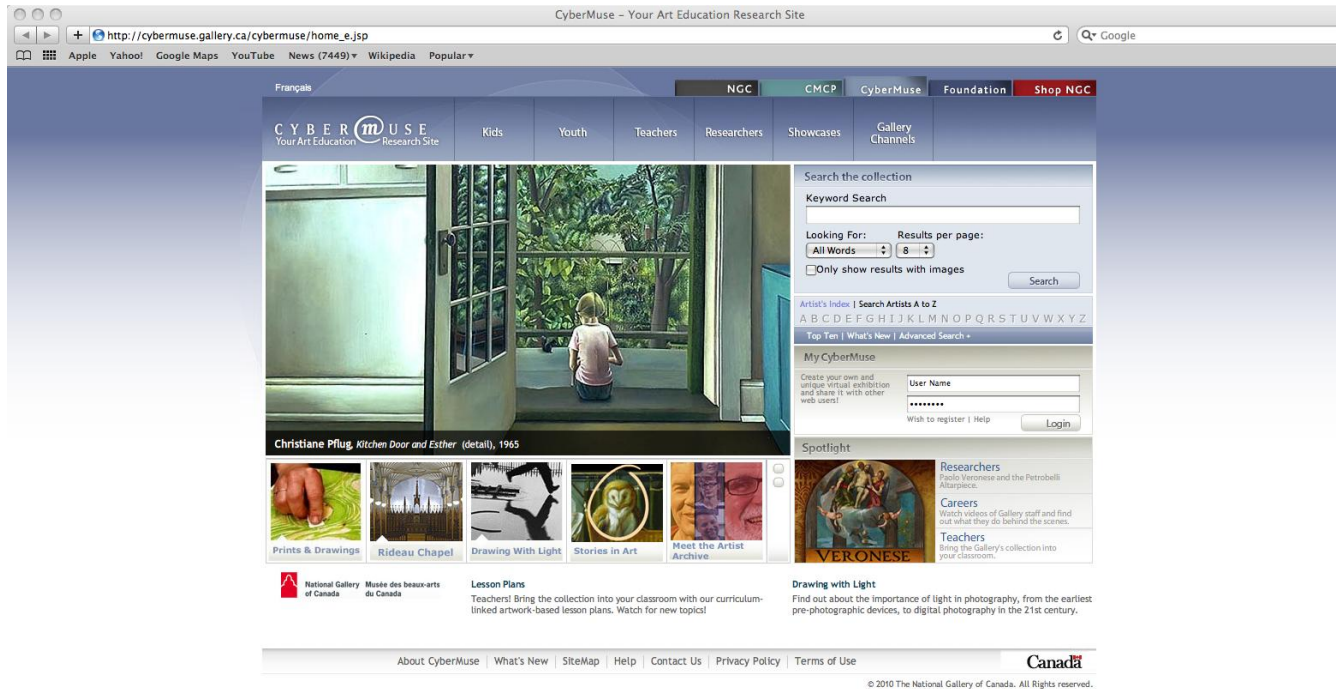 CyberMuse – Your Art Education Research Site
http://cybermuse.gallery.ca/cybermuse/home_e.jsp
Google
Apple Yahoo! Google Maps YouTube News (7449) Wikipedia Popular
Français
NGC CMCP CyberMuse Foundation Shop NGC
CYBERMUSE
Your Art Education Research Site
Kids Youth Teachers Researchers Showcases Gallery Channels
Christiane Pflug, Kitchen Door and Esther (detail), 1965
Search the collection
Keyword Search
Looking For: Results per page:
All Words 8
Only show results with images
Search
Artist's Index | Search Artists A to Z
A B C D E F G H I J K L M N O P Q R S T U V W X Y Z
Top Ten | What's New | Advanced Search +
My CyberMuse
Create your own and
unique virtual exhibition
and share it with other
web users!
User Name
••••••••
Wish to register | Help
Login
Spotlight
VERONESE
Researchers
Paolo Veronese and the Petrobelli
Altarpiece.
Careers
Watch videos of Gallery staff and find
out what they do behind the scenes.
Teachers
Bring the Gallery's collection into
your classroom.
Prints & Drawings
Rideau Chapel
Drawing With Light
Stories in Art
Meet the Artist
Archive
National Gallery Musée des beaux-arts
of Canada du Canada
Lesson Plans
Teachers! Bring the collection into your classroom with our curriculum-
linked artwork-based lesson plans. Watch for new topics!
Drawing with Light
Find out about the importance of light in photography, from the earliest
pre-photographic devices, to digital photography in the 21st century.
About CyberMuse | What's New | SiteMap | Help | Contact Us | Privacy Policy | Terms of Use
Canada
© 2010 The National Gallery of Canada. All Rights reserved.